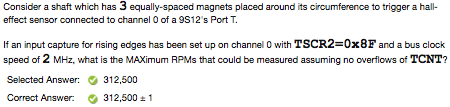 Consider a shaft which has 3 equally-spaced magnets placed around its circumference to trigger a hall-
effect sensor connected to channel 0 of a 9S12's Port T.
If an input capture for rising edges has been set up on channel 0 with TSCR2=0x8F and a bus clock
speed of 2 MHz, what is the MAXimum RPMs that could be measured assuming no overflows of TCNT?
Selected Answer: 312,500
Correct Answer: 312,500 ± 1